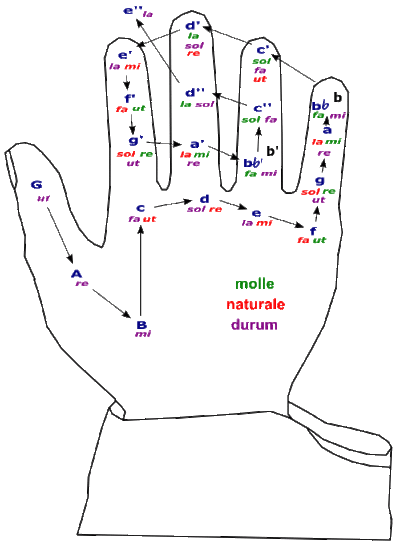 G
ut
A
re
B
mi
c
fa ut
d
sol re
e
la mi
f
fa ut
g
sol re
ut
a
la mi
re
b♭ b
fa mi
c'
sol
fa
ut
d'
la
sol
re
e'
la mi
f'
fa ut
g'
sol re
ut
a'
la mi
re
b♭' b'
fa mi
c''
sol fa
d''
la sol
e''
la
molle
naturale
durum